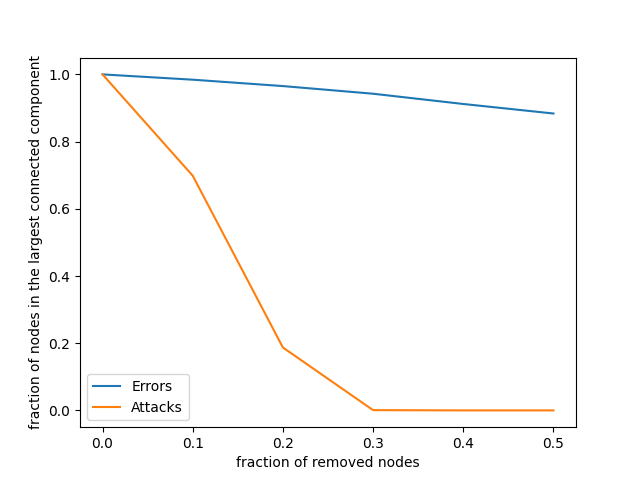 fraction of nodes in the largest connected component
1.0
0.8
0.6
0.4
0.2
0.0
Errors
Attacks
0.0 0.1 0.2 0.3 0.4 0.5
fraction of removed nodes